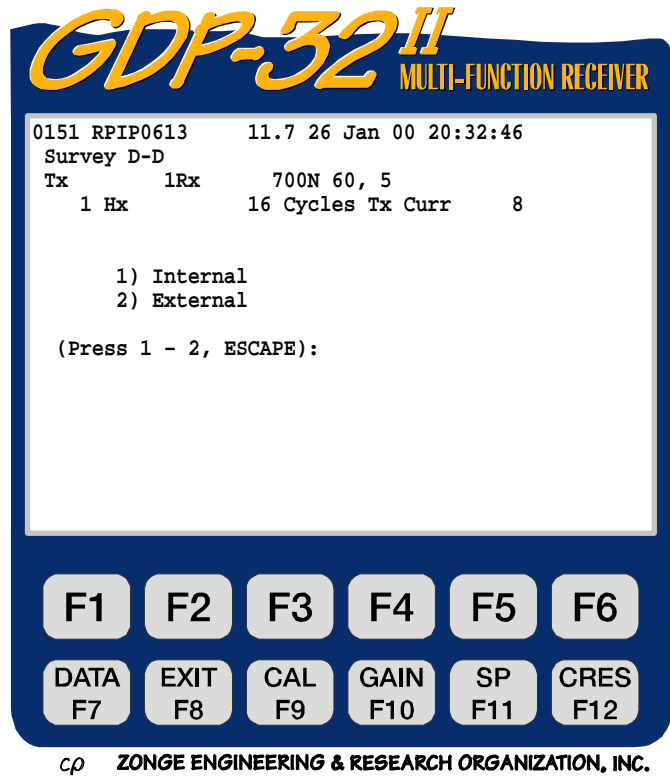 GDP-32 II
MULTI-FUNCTION RECEIVER
0151 RPIP0613 11.7 26 Jan 00 20:32:46
Survey D-D
Tx 1Rx 700N 60, 5
1 Hx 16 Cycles Tx Curr 8
1) Internal
2) External
(Press 1 – 2, ESCAPE):
F1 F2 F3 F4 F5 F6
DATA EXIT CAL GAIN SP CRES
F7 F8 F9 F10 F11 F12
cρ ZONGE ENGINEERING & RESEARCH ORGANIZATION, INC.